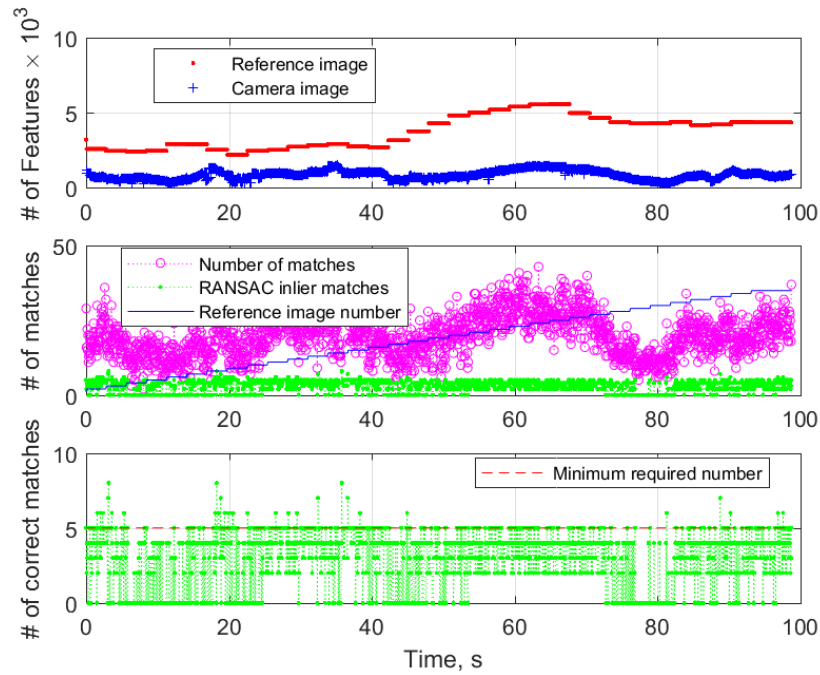 # of Features × 10³
10
5
0
Reference image
Camera image
0 20 40 60 80 100
# of matches
50
0
Number of matches
RANSAC inlier matches
Reference image number
0 20 40 60 80 100
# of correct matches
10
5
0
Minimum required number
0 20 40 60 80 100
Time, s